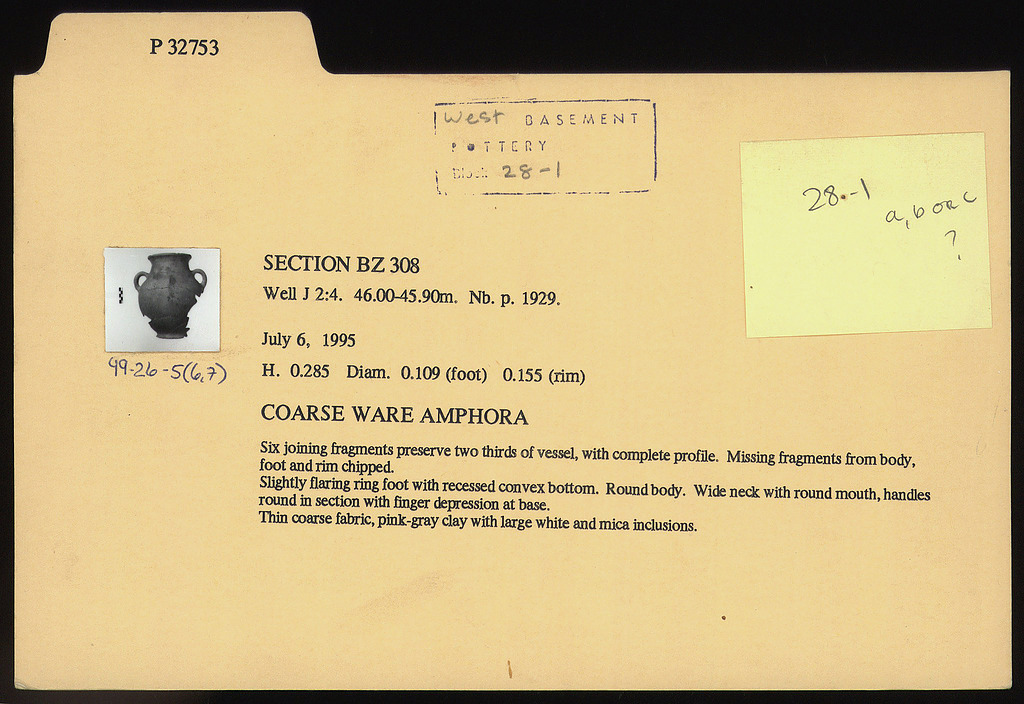 P 32753
West BASEMENT
POTTERY
28-1
28-1
a, b OR C
?
SECTION BZ 308
Well J 2:4. 46.00-45.90m. Nb. p. 1929.
July 6, 1995
99-26-5(6,7)
H. 0.285 Diam. 0.109 (foot) 0.155 (rim)
COARSE WARE AMPHORA
Six joining fragments preserve two thirds of vessel, with complete profile. Missing fragments from body,
foot and rim chipped.
Slightly flaring ring foot with recessed convex bottom. Round body. Wide neck with round mouth, handles
round in section with finger depression at base.
Thin coarse fabric, pink-gray clay with large white and mica inclusions.